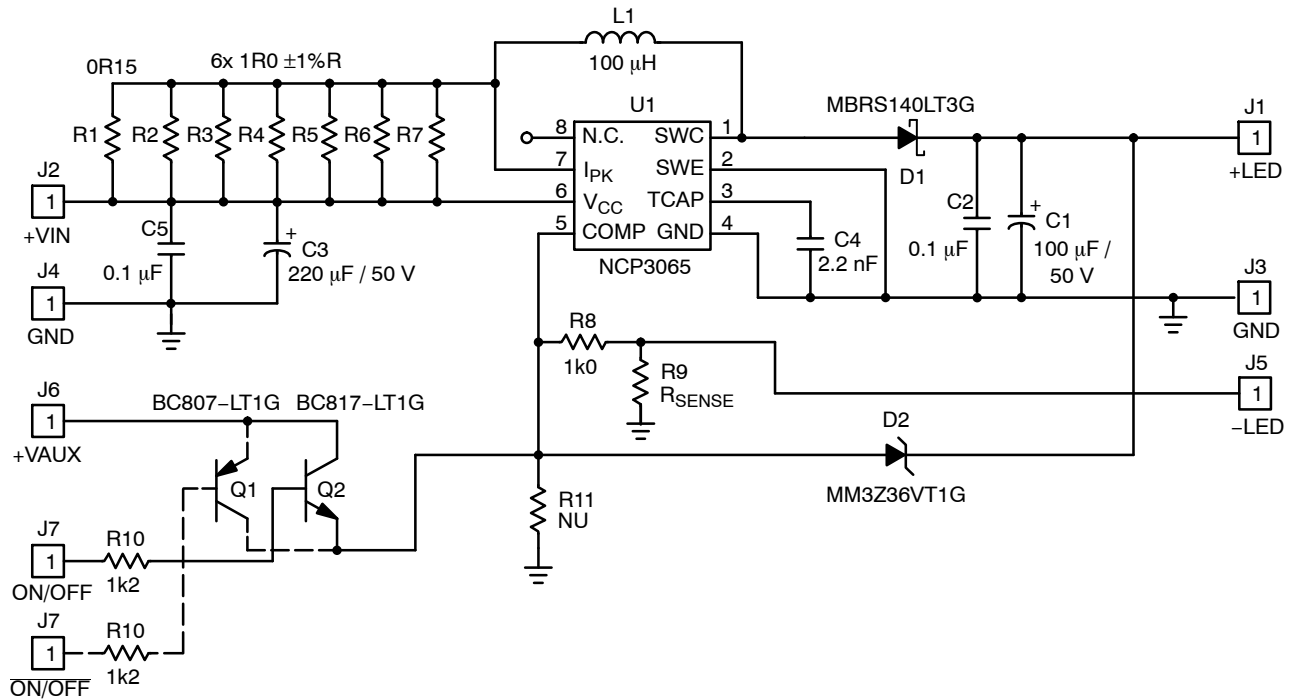 L1
100 μH
0R15
6x 1R0 ±1%R
R1
R2
R3
R4
R5
R6
R7
U1
MBRS140LT3G
J1
1
+LED
8
N.C.
SWC
1
7
IPK
SWE
2
6
VCC
TCAP
3
5
COMP
GND
4
NCP3065
D1
J2
1
+VIN
C5
0.1 μF
+
C3
220 μF / 50 V
J4
1
GND
C4
2.2 nF
C2
0.1 μF
+
C1
100 μF /
50 V
J3
1
GND
R8
1k0
R9
RSENSE
J5
1
–LED
J6
1
+VAUX
BC807–LT1G
BC817–LT1G
Q1
Q2
D2
MM3Z36VT1G
R11
NU
J7
1
ON/OFF
R10
1k2
J7
1
ON/OFF
R10
1k2